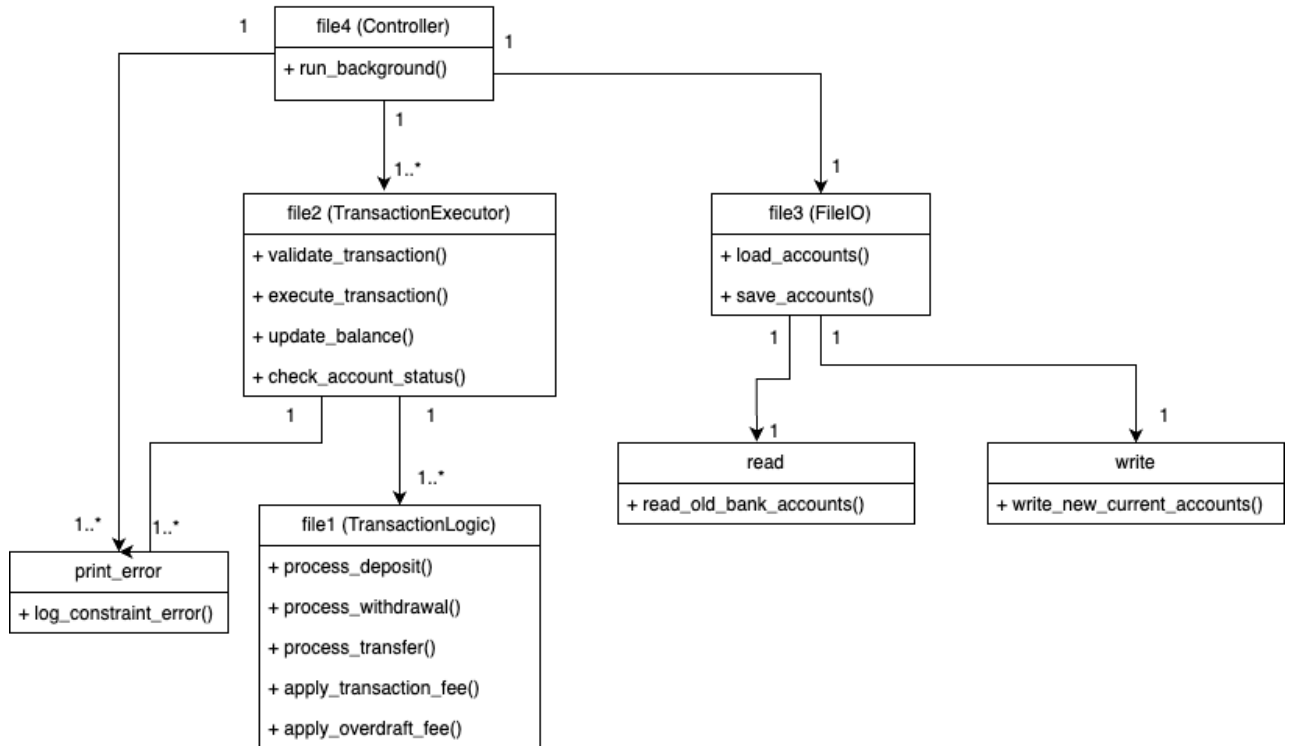 1
file4 (Controller)
1
+ run_background()
1
1..*
1
file2 (TransactionExecutor)
file3 (FileIO)
+ validate_transaction()
+ load_accounts()
+ execute_transaction()
+ save_accounts()
+ update_balance()
1
1
+ check_account_status()
1
1
1
1
read
write
1..*
+ read_old_bank_accounts()
+ write_new_current_accounts()
1..*
1..*
file1 (TransactionLogic)
print_error
+ process_deposit()
+ log_constraint_error()
+ process_withdrawal()
+ process_transfer()
+ apply_transaction_fee()
+ apply_overdraft_fee()